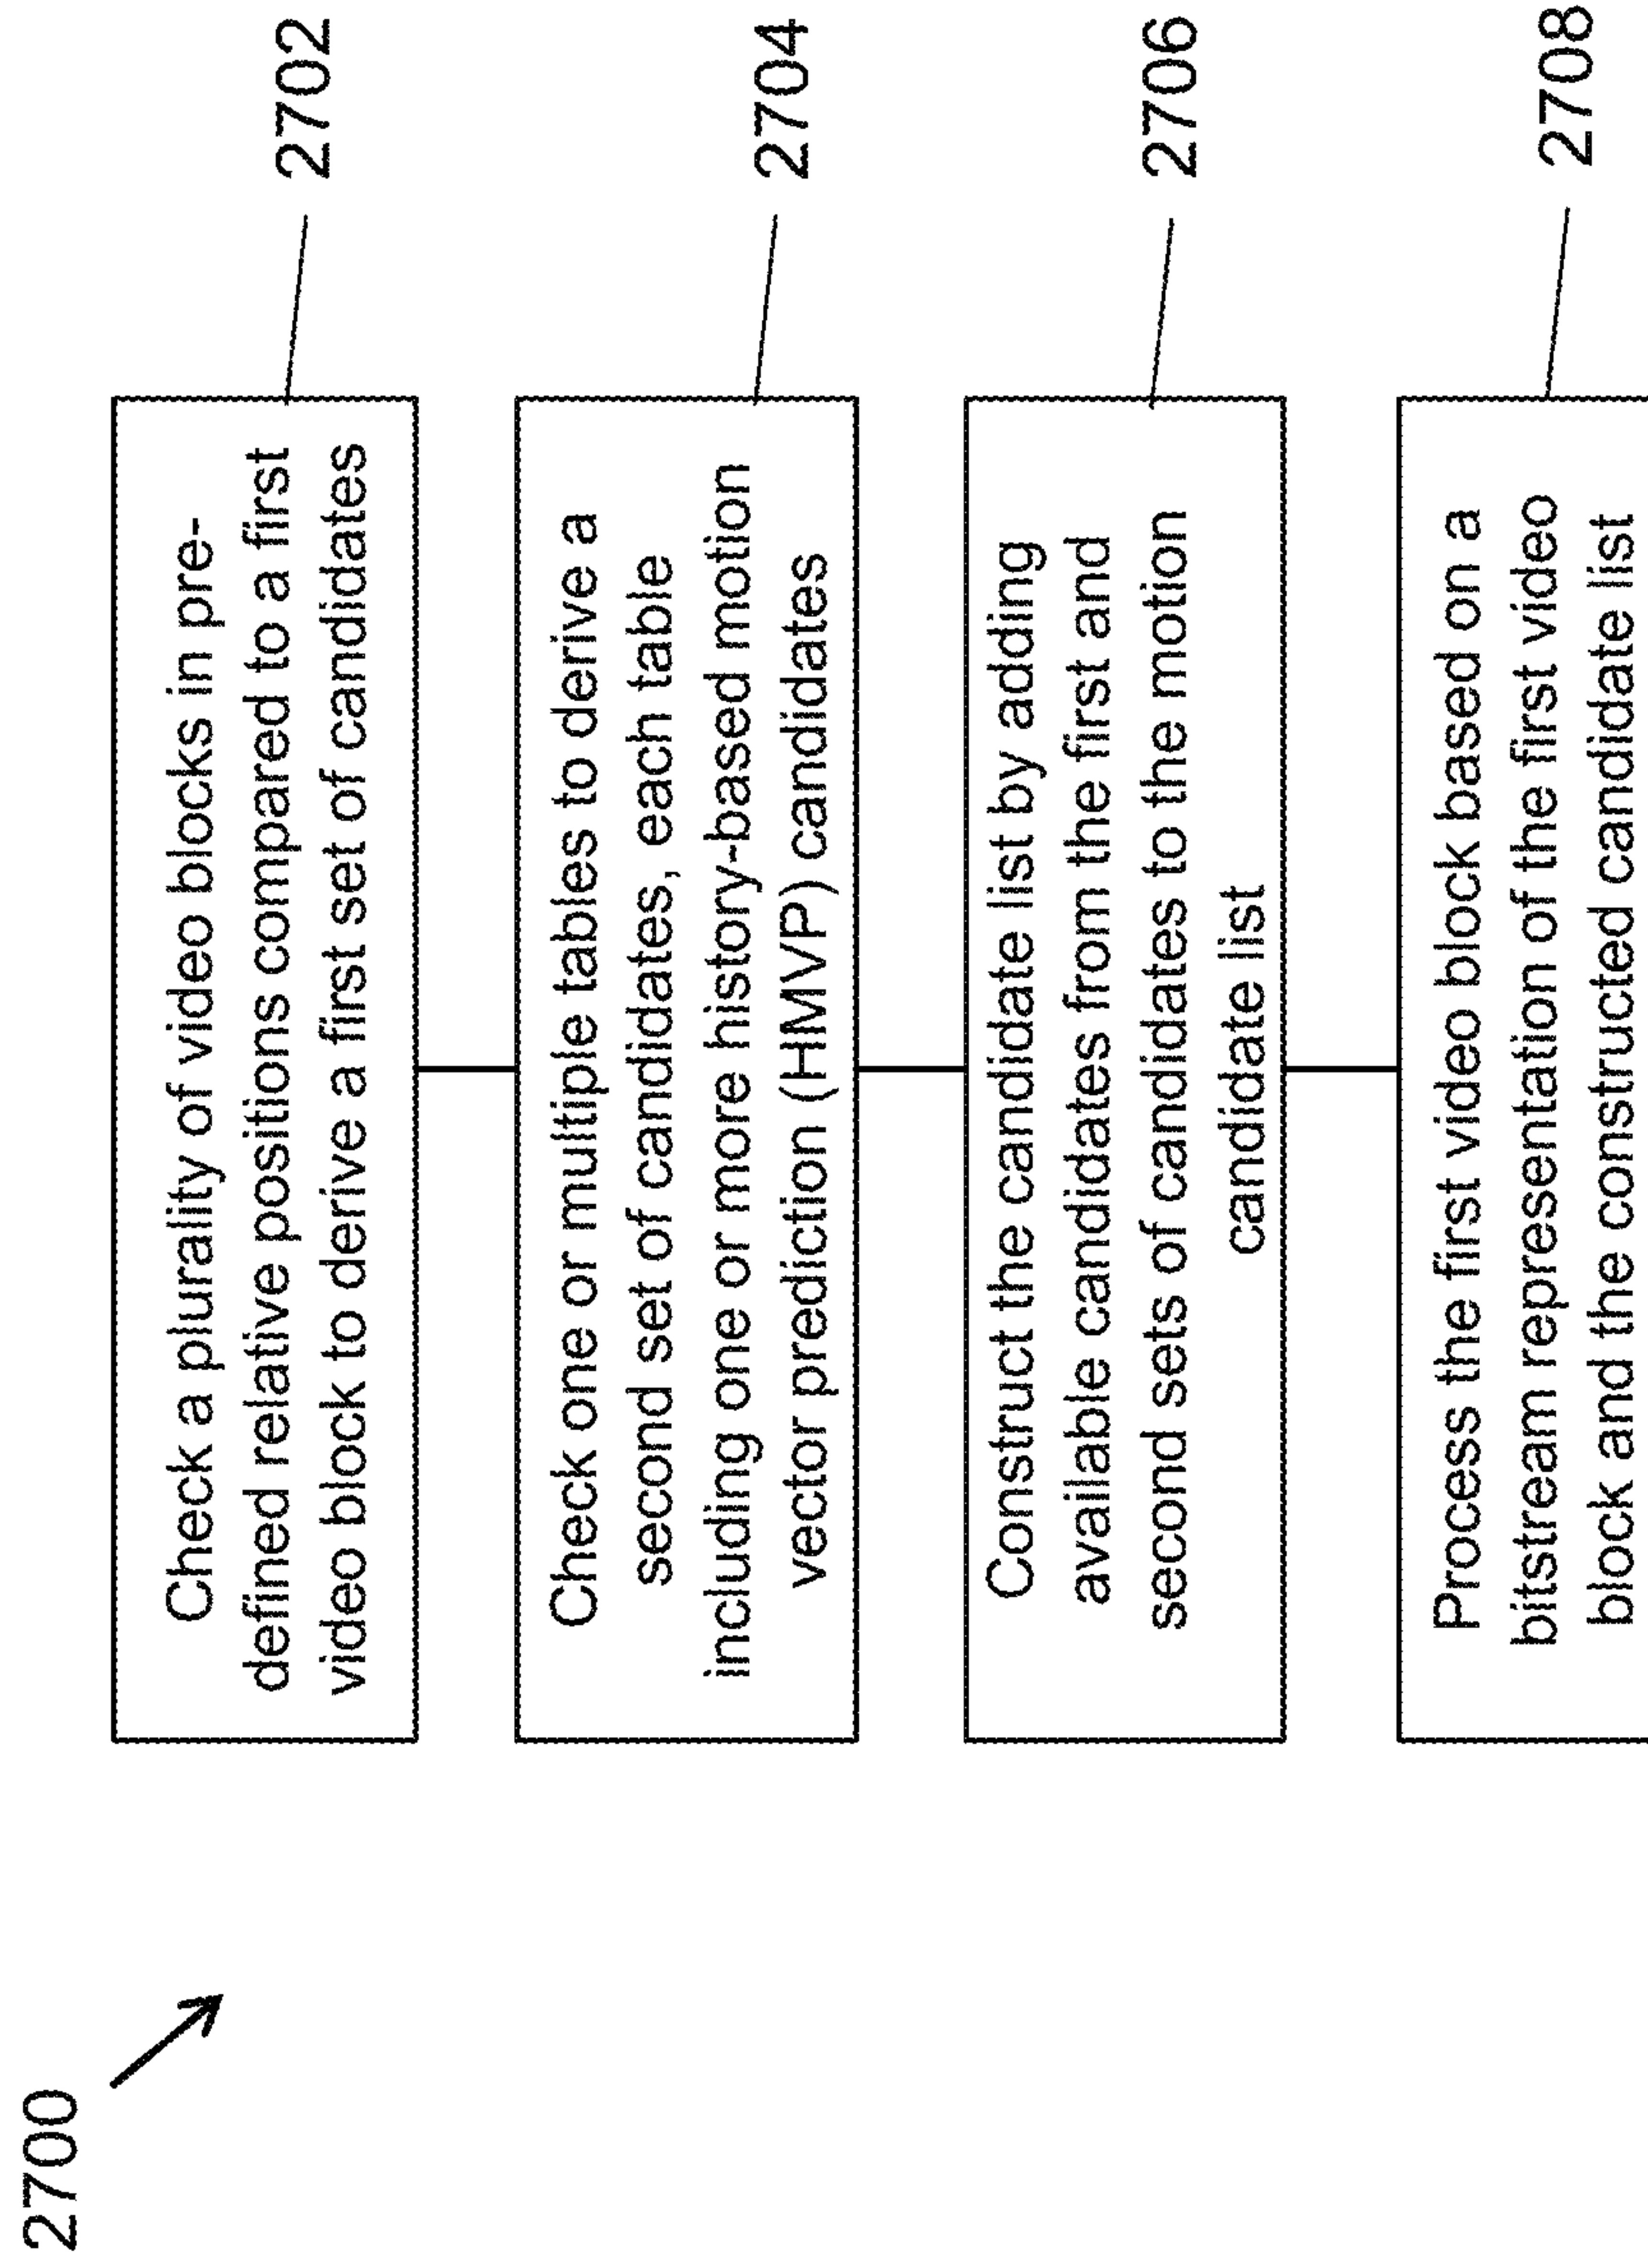 2700
Check a plurality of video blocks in pre-
defined relative positions compared to a first
video block to derive a first set of candidates
2702
Check one or multiple tables to derive a
second set of candidates, each table
including one or more history-based motion
vector prediction (HMVP) candidates
2704
Construct the candidate list by adding
available candidates from the first and
second sets of candidates to the motion
candidate list
2706
Process the first video block based on a
bitstream representation of the first video
block and the constructed candidate list
2708